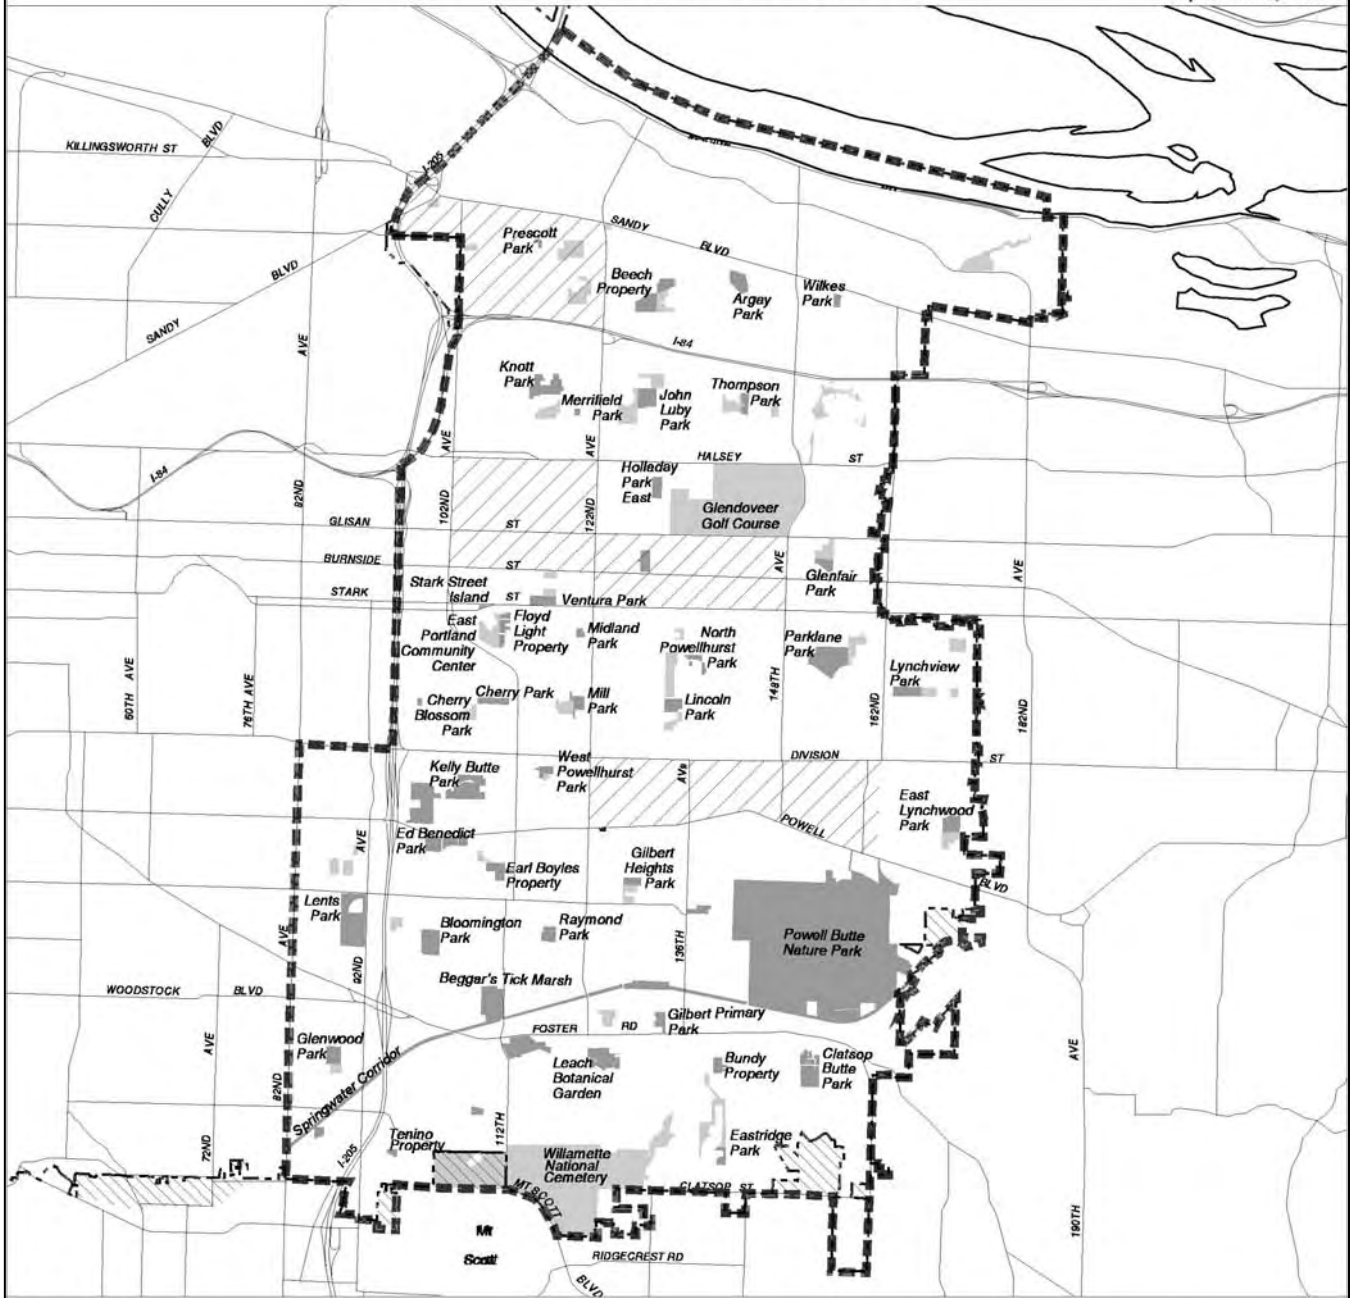 KILLINGSWORTH ST
CULLY
BLVD
I-205
SANDY
BLVD
Prescott
Park
SANDY
BLVD
Beech
Property
Argay
Park
Wilkes
Park
AVE
I-84
Knott
Park
Merrifield
Park
John
Luby
Park
Thompson
Park
AVE
AVE
HALSEY
ST
I-84
82ND
102ND
122ND
Holladay
Park
East
Glendoveer
Golf Course
GLISAN
ST
BURNSIDE
ST
AVE
AVE
Glenfair
Park
STARK
Stark Street
Island
ST
Ventura Park
East
Portland
Community
Center
Floyd
Light
Property
Midland
Park
North
Powellhurst
Park
Parklane
Park
Lynchview
Park
60TH AVE
76TH AVE
148TH
162ND
182ND
Cherry
Blossom
Park
Cherry Park
Mill
Park
Lincoln
Park
DIVISION
ST
Kelly Butte
Park
West
Powellhurst
Park
AVE
East
Lynchwood
Park
POWELL
BLVD
AVE
Ed Benedict
Park
Earl Boyles
Property
Gilbert
Heights
Park
Lents
Park
AVE
92ND
Bloomington
Park
Raymond
Park
136TH
Powell Butte
Nature Park
Beggar's Tick Marsh
WOODSTOCK
BLVD
AVE
Glenwood
Park
FOSTER
RD
Gilbert Primary
Park
AVE
82ND
Springwater Corridor
Leach
Botanical
Garden
Bundy
Property
Clatsop
Butte
Park
72ND
I-205
Tenino
Property
112TH
Willamette
National
Cemetery
Eastridge
Park
MT SCOTT
CLATSOP ST
190TH
Mt
Scott
RIDGECREST RD
BLVD